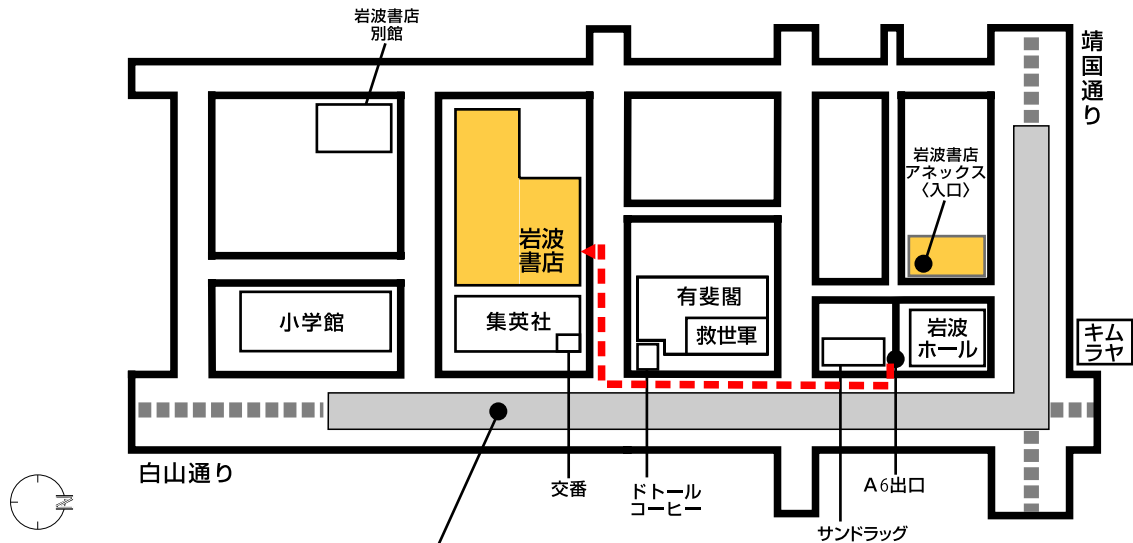 岩波書店
別館
靖国通り
岩波書店
アネックス
〈入口〉
岩波
書店
有斐閣
小学館
集英社
救世軍
岩波
ホール
キム
ラヤ
白山通り
交番
ドトール
コーヒー
A6出口
サンドラッグ
N